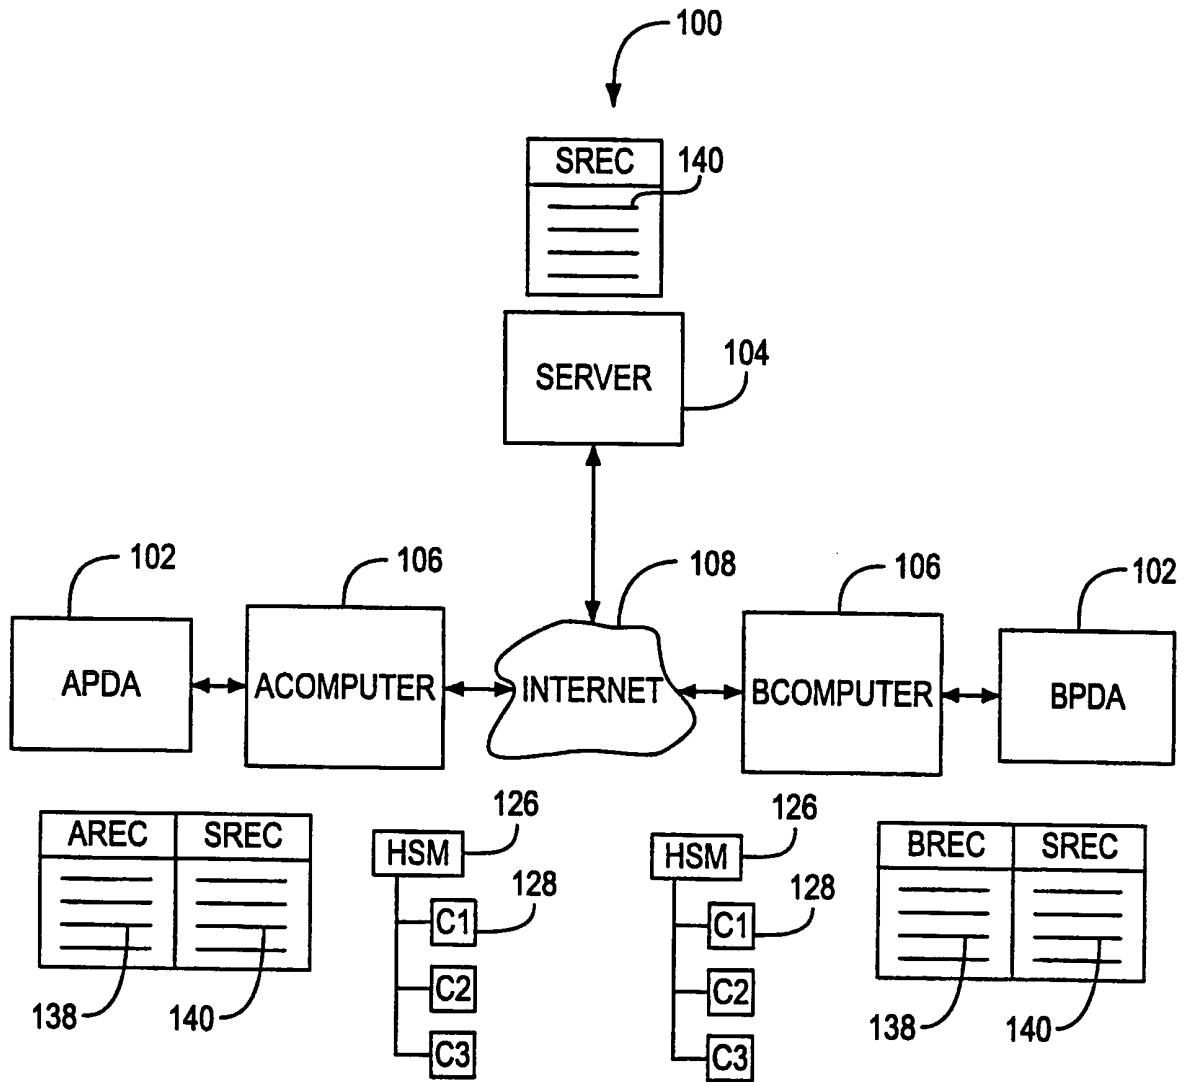 100
SREC
140
SERVER
104
102
106
108
106
102
APDA
ACOMPUTER
INTERNET
BCOMPUTER
BPDA
AREC SREC
138
140
HSM
126
C1
128
C2
C3
HSM
126
C1
128
C2
C3
BREC SREC
138
140